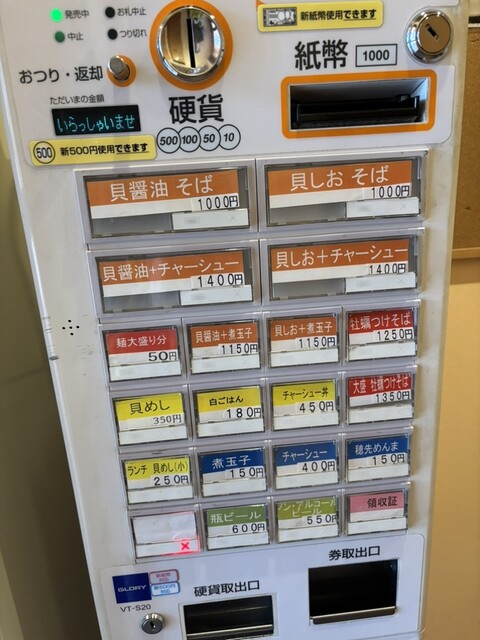 発売中
お札中止
中止
つり切れ
新紙幣使用できます
おつり・返却
紙幣
1000
ただいまの金額
いらっしゃいませ
硬貨
500 100 50 10
500 新500円使用できます
貝醤油 そば
1000円
貝しお そば
1000円
貝醤油+チャーシュー
1400円
貝しお+チャーシュー
1400円
麺大盛り分
50円
貝醤油+煮玉子
1150円
貝しお+煮玉子
1150円
牡蠣つけそば
1250円
貝めし
350円
白ごはん
180円
チャーシュー丼
450円
大盛 牡蠣つけそば
1350円
ランチ 貝めし(小)
250円
煮玉子
150円
チャーシュー
400円
穂先めんま
150円
×
瓶ビール
600円
ノンアルコール
ビール
550円
領収証
GLORY
VT-S20
硬貨取出口
券取出口